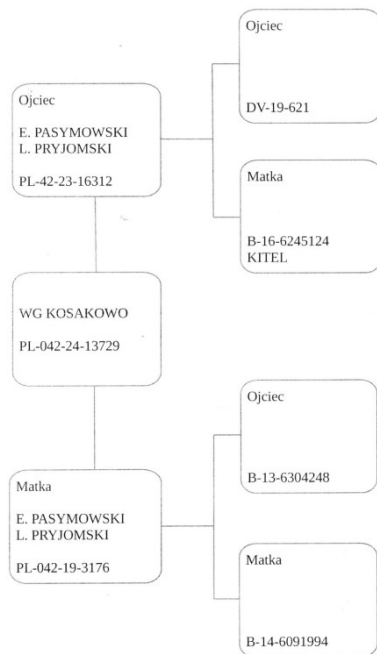 Ojciec
DV-19-621
Ojciec
E. PASYMOWSKI
L. PRYJOMSKI
PL-42-23-16312
Matka
B-16-6245124
KITEL
WG KOSAKOWO
PL-042-24-13729
Ojciec
B-13-6304248
Matka
E. PASYMOWSKI
L. PRYJOMSKI
PL-042-19-3176
Matka
B-14-6091994